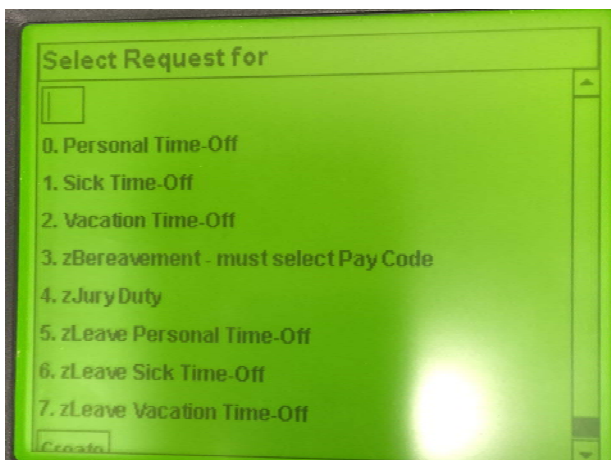 Select Request for
0. Personal Time-Off
1. Sick Time-Off
2. Vacation Time-Off
3. zBereavement - must select Pay Code
4. zJury Duty
5. zLeave Personal Time-Off
6. zLeave Sick Time-Off
7. zLeave Vacation Time-Off
Create